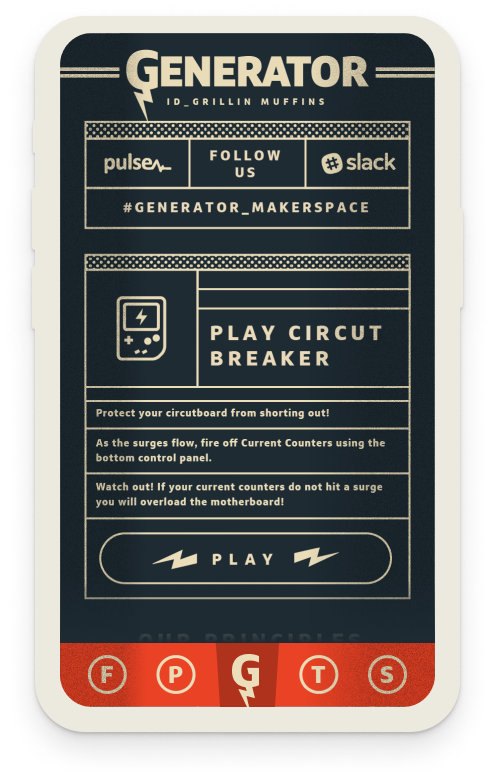 GENERATOR
ID_GRILLIN MUFFINS
pulse
FOLLOW
US
slack
#GENERATOR_MAKERSPACE
PLAY CIRCUT
BREAKER
Protect your circutboard from shorting out!
As the surges flow, fire off Current Counters using the
bottom control panel.
Watch out! If your current counters do not hit a surge
you will overload the motherboard!
PLAY
OUR PRINCIPLES
F P G T S